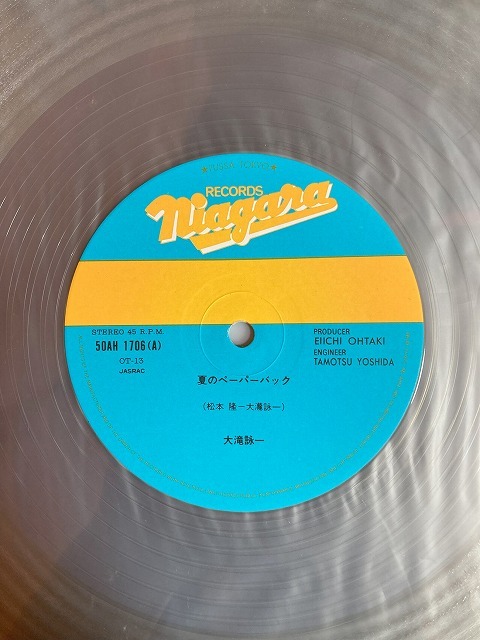 RECORDS
Niagara
STEREO 45 R.P.M.
50AH 1706(A)
OT-13
JASRAC
PRODUCER
EIICHI OHTAKI
ENGINEER
TAMOTSU YOSHIDA
夏のペーパーバック
(松本 隆—大瀧詠一)
大滝詠一